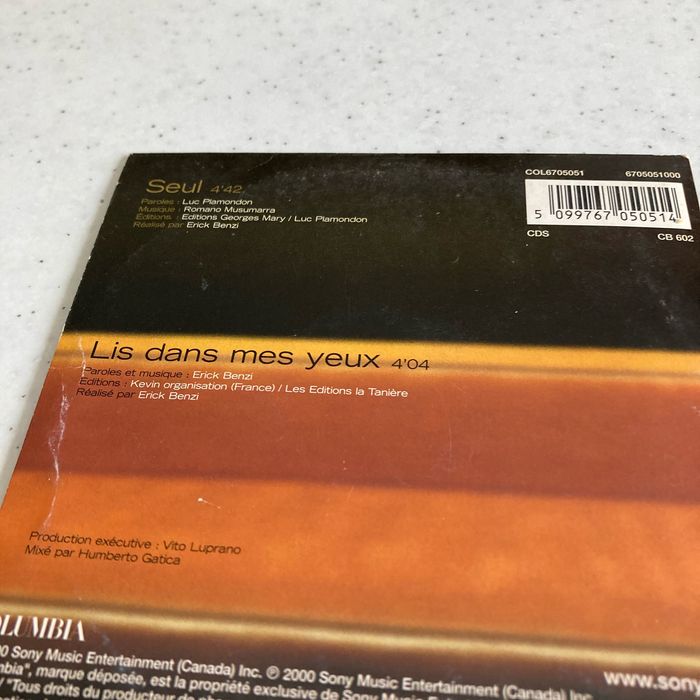 Seul 4'42
Paroles : Luc Plamondon
Musique : Romano Musumarra
Editions : Editions Georges Mary / Luc Plamondon
Réalisé par Erick Benzi
COL6705051 6705051000
5 099767 050514
CDS CB 602
Lis dans mes yeux 4'04
Paroles et musique : Erick Benzi
Editions : Kevin organisation (France) / Les Editions la Tanière
Réalisé par Erick Benzi
Production exécutive : Vito Luprano
Mixé par Humberto Gatica
OLUMBIA
00 Sony Music Entertainment (Canada) Inc. ℗ 2000 Sony Music Entertainment (Canada) Inc.
mbia", marque déposée, est la propriété exclusive de Sony Music
"Tous droits du producteur de
www.so